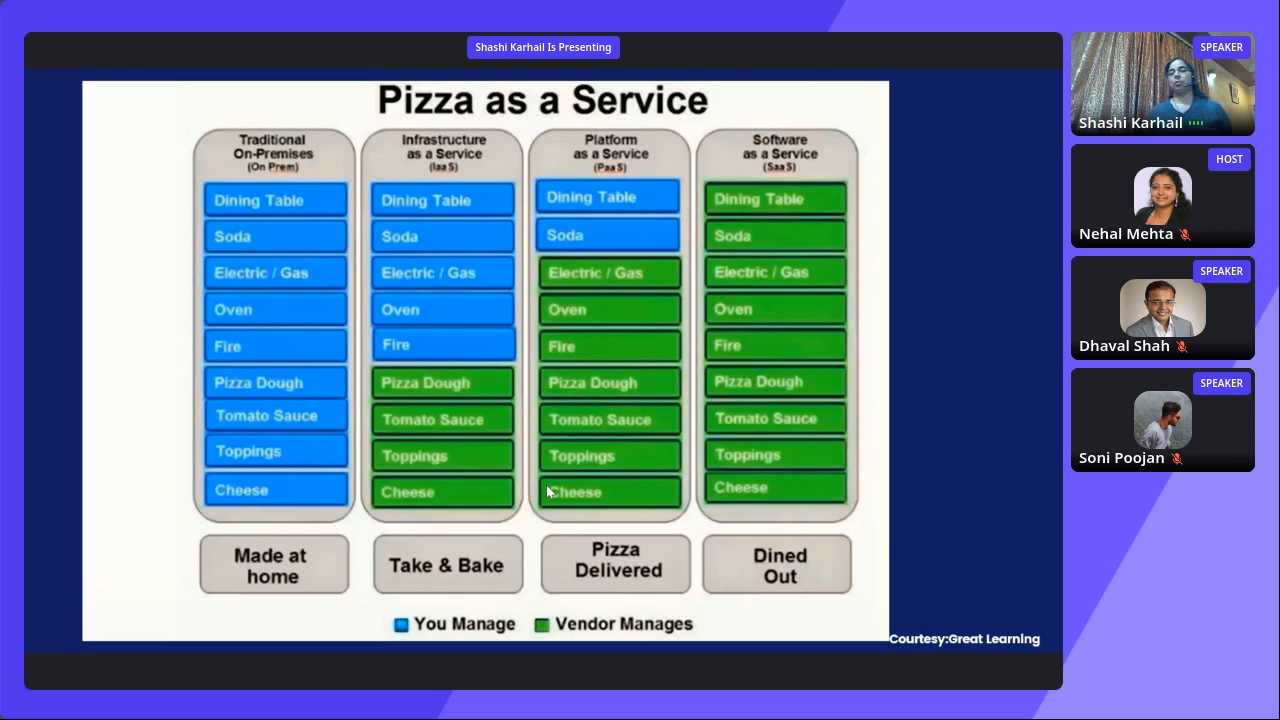 Shashi Karhail Is Presenting
Pizza as a Service
Traditional
On-Premises
(On Prem)
Dining Table
Soda
Electric / Gas
Oven
Fire
Pizza Dough
Tomato Sauce
Toppings
Cheese
Made at
home
Infrastructure
as a Service
(IaaS)
Dining Table
Soda
Electric / Gas
Oven
Fire
Pizza Dough
Tomato Sauce
Toppings
Cheese
Take & Bake
Platform
as a Service
(PaaS)
Dining Table
Soda
Electric / Gas
Oven
Fire
Pizza Dough
Tomato Sauce
Toppings
Cheese
Pizza
Delivered
Software
as a Service
(SaaS)
Dining Table
Soda
Electric / Gas
Oven
Fire
Pizza Dough
Tomato Sauce
Toppings
Cheese
Dined
Out
You Manage
Vendor Manages
Courtesy:Great Learning
SPEAKER
Shashi Karhail
HOST
Nehal Mehta
SPEAKER
Dhaval Shah
SPEAKER
Soni Poojan